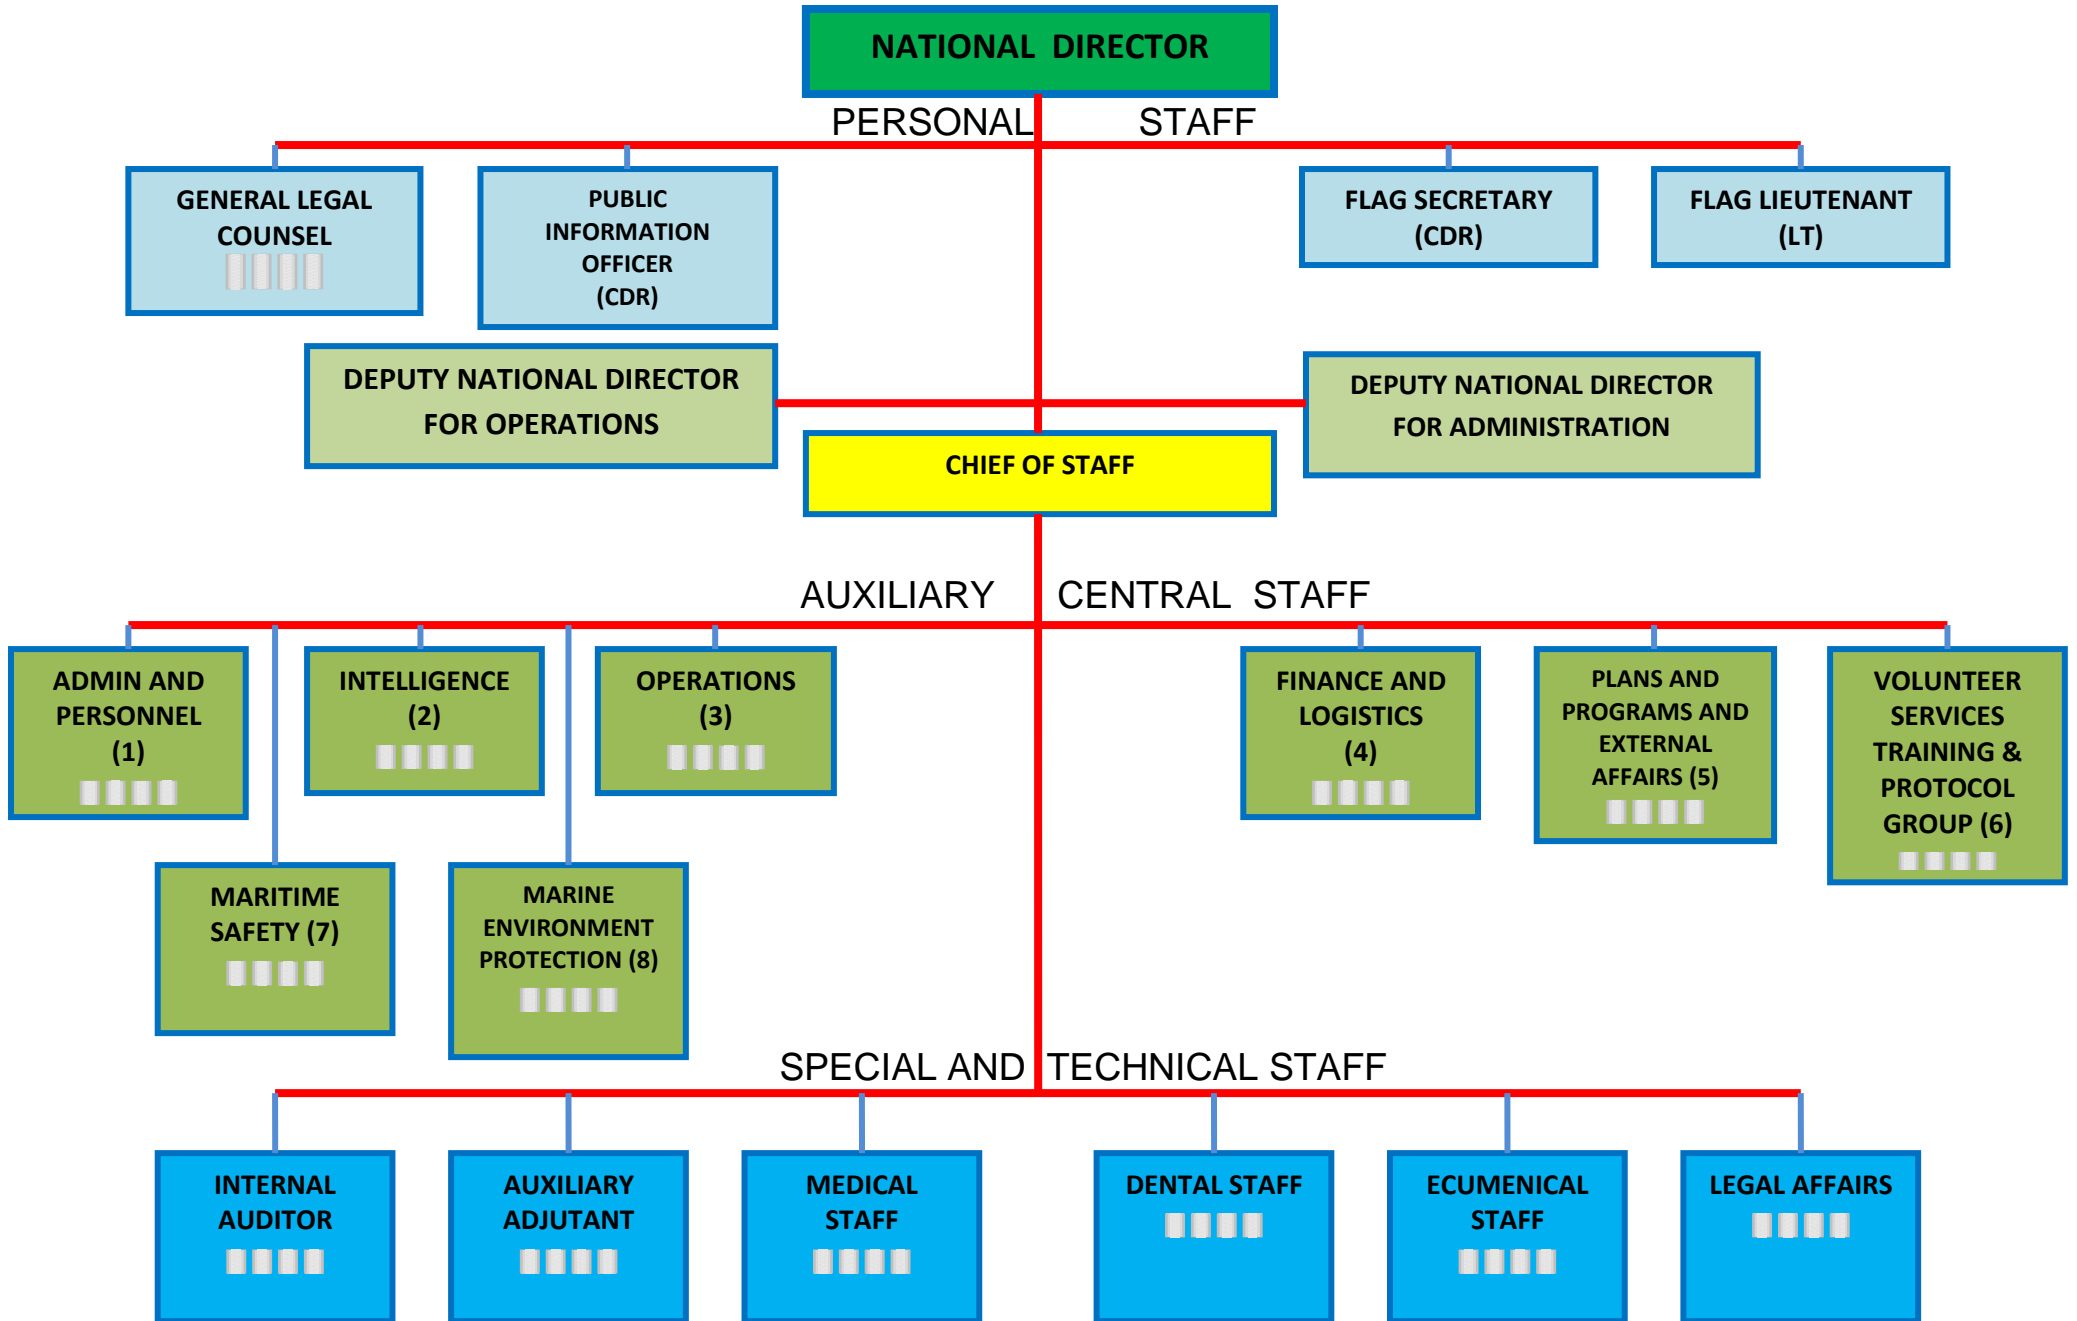 NATIONAL DIRECTOR
PERSONAL STAFF
GENERAL LEGAL
COUNSEL
PUBLIC
INFORMATION
OFFICER
(CDR)
FLAG SECRETARY
(CDR)
FLAG LIEUTENANT
(LT)
DEPUTY NATIONAL DIRECTOR
FOR OPERATIONS
DEPUTY NATIONAL DIRECTOR
FOR ADMINISTRATION
CHIEF OF STAFF
AUXILIARY CENTRAL STAFF
ADMIN AND
PERSONNEL
(1)
INTELLIGENCE
(2)
OPERATIONS
(3)
FINANCE AND
LOGISTICS
(4)
PLANS AND
PROGRAMS AND
EXTERNAL
AFFAIRS (5)
VOLUNTEER
SERVICES
TRAINING &
PROTOCOL
GROUP (6)
MARITIME
SAFETY (7)
MARINE
ENVIRONMENT
PROTECTION (8)
SPECIAL AND TECHNICAL STAFF
INTERNAL
AUDITOR
AUXILIARY
ADJUTANT
MEDICAL
STAFF
DENTAL STAFF
ECUMENICAL
STAFF
LEGAL AFFAIRS